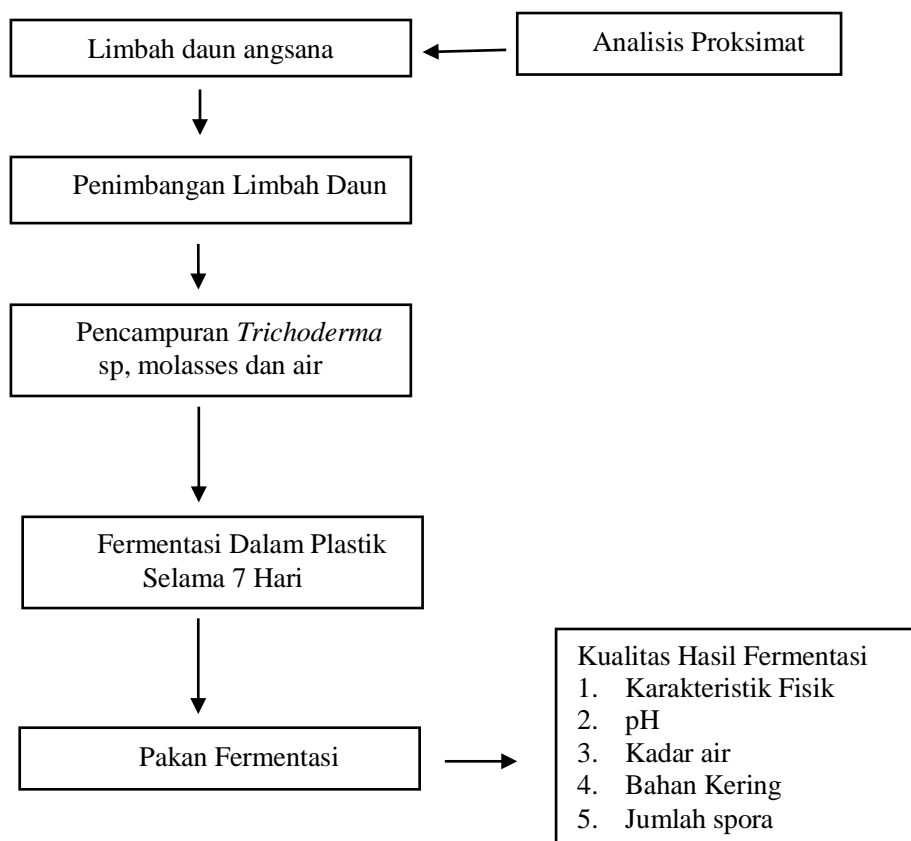 Limbah daun angsana
Analisis Proksimat
Penimbangan Limbah Daun
Pencampuran Trichoderma
sp, molasses dan air
Fermentasi Dalam Plastik
Selama 7 Hari
Pakan Fermentasi
Kualitas Hasil Fermentasi
1. Karakteristik Fisik
2. pH
3. Kadar air
4. Bahan Kering
5. Jumlah spora